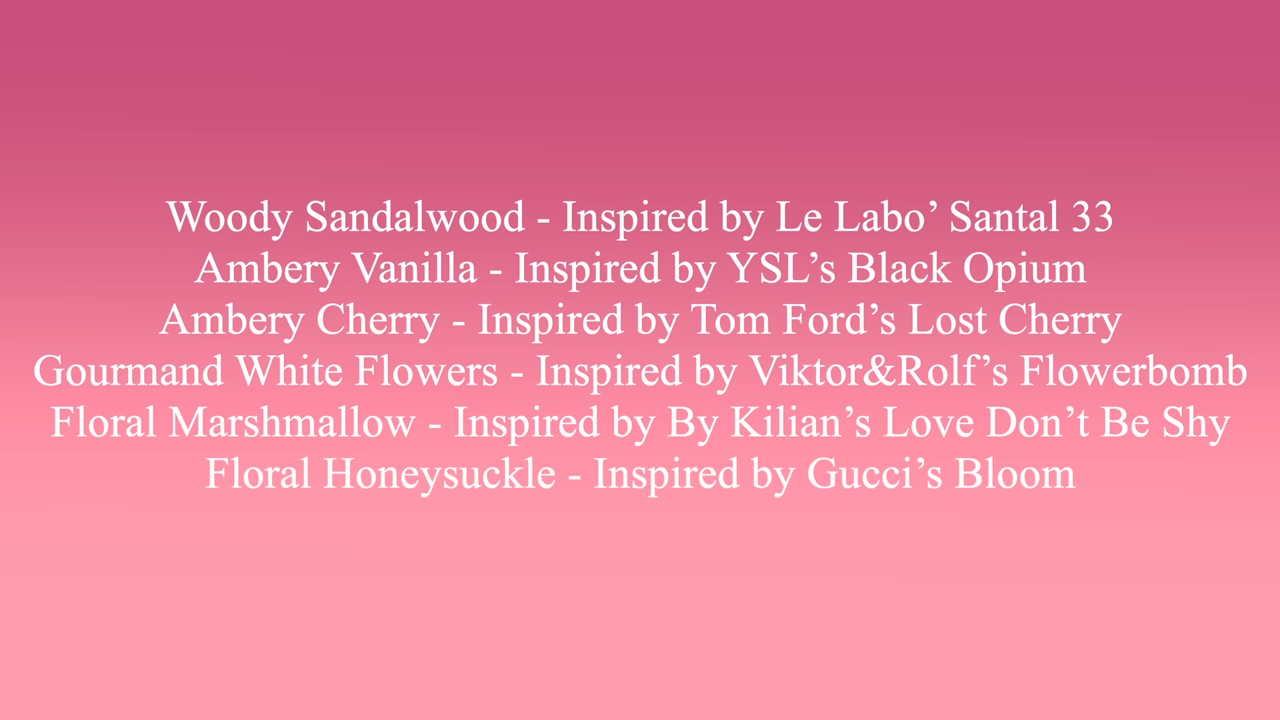 Woody Sandalwood - Inspired by Le Labo’ Santal 33
Ambery Vanilla - Inspired by YSL’s Black Opium
Ambery Cherry - Inspired by Tom Ford’s Lost Cherry
Gourmand White Flowers - Inspired by Viktor&Rolf’s Flowerbomb
Floral Marshmallow - Inspired by By Kilian’s Love Don’t Be Shy
Floral Honeysuckle - Inspired by Gucci’s Bloom